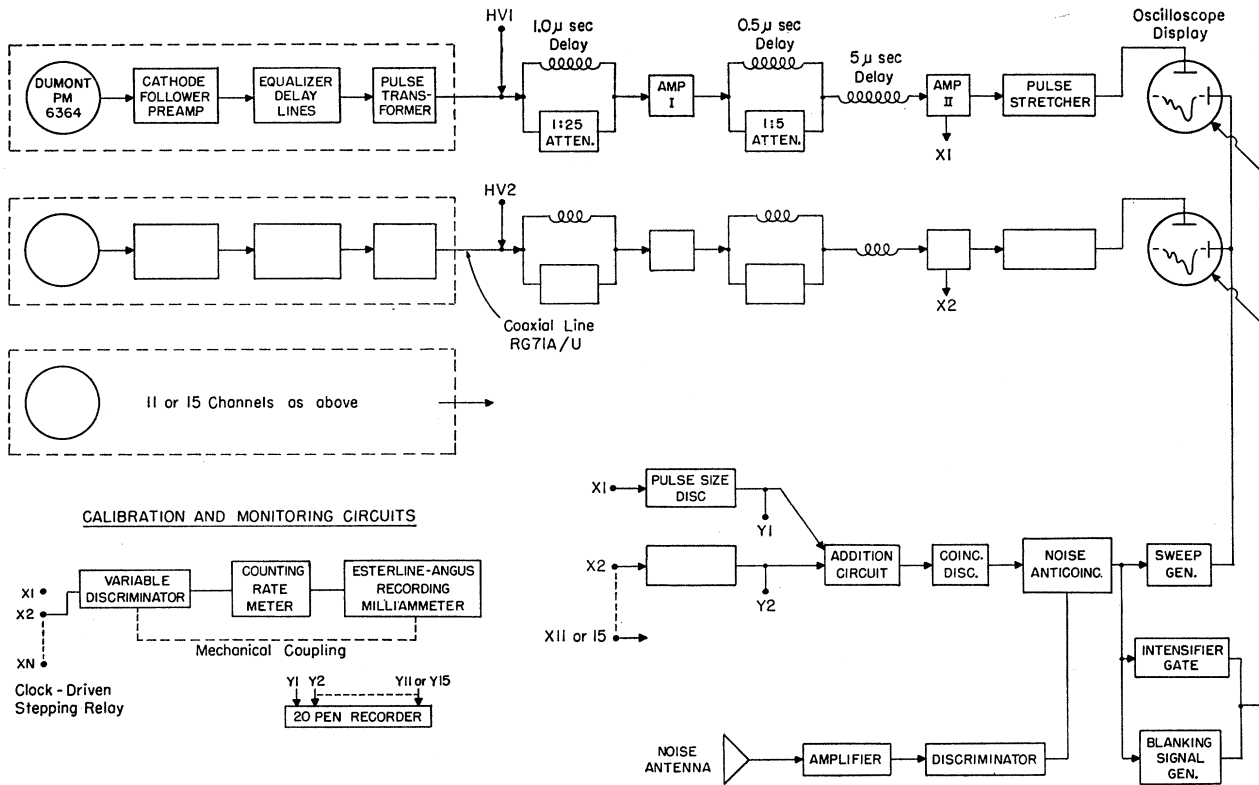 HV1
1.0 μ sec
Delay
0.5 μ sec
Delay
5 μ sec
Delay
Oscilloscope
Display
DUMONT
PM
6364
CATHODE
FOLLOWER
PREAMP
EQUALIZER
DELAY
LINES
PULSE
TRANS-
FORMER
1:25
ATTEN.
AMP
I
1:5
ATTEN.
AMP
II
PULSE
STRETCHER
X1
HV2
X2
Coaxial Line
RG71A/U
11 or 15 Channels as above
X1
PULSE SIZE
DISC
Y1
X2
Y2
X11 or 15
ADDITION
CIRCUIT
COINC.
DISC.
NOISE
ANTICOINC.
SWEEP
GEN.
INTENSIFIER
GATE
BLANKING
SIGNAL
GEN.
NOISE
ANTENNA
AMPLIFIER
DISCRIMINATOR
CALIBRATION AND MONITORING CIRCUITS
X1
X2
XN
VARIABLE
DISCRIMINATOR
COUNTING
RATE
METER
ESTERLINE-ANGUS
RECORDING
MILLIAMMETER
Mechanical Coupling
Clock-Driven
Stepping Relay
Y1 Y2 Y11 or Y15
20 PEN RECORDER